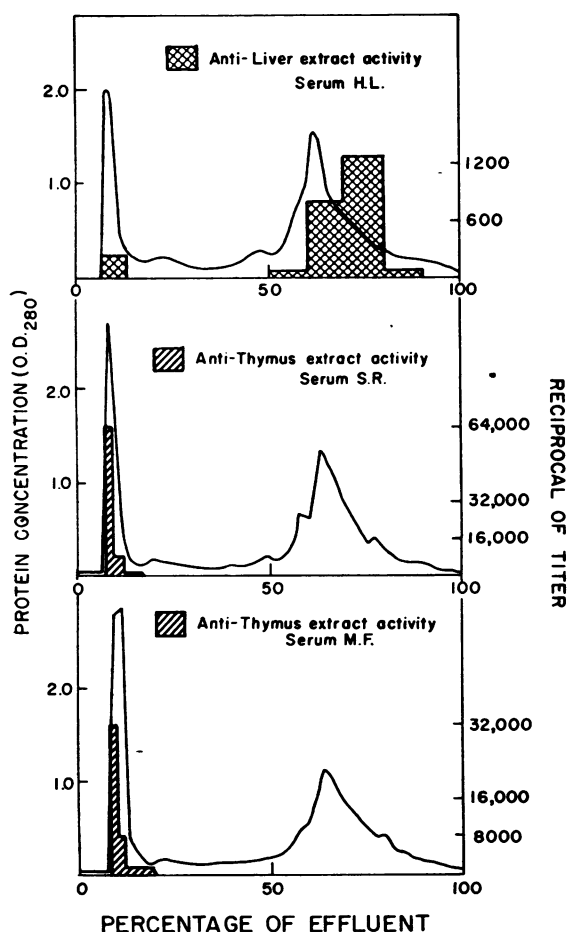 Anti-Liver extract activity
Serum H.L.
2.0
1.0
1200
600
0
50
100
Anti-Thymus extract activity
Serum S.R.
2.0
1.0
64,000
32,000
16,000
0
50
100
Anti-Thymus extract activity
Serum M.F.
2.0
1.0
32,000
16,000
8000
0
50
100
PROTEIN CONCENTRATION (O.D.280)
RECIPROCAL OF TITER
PERCENTAGE OF EFFLUENT